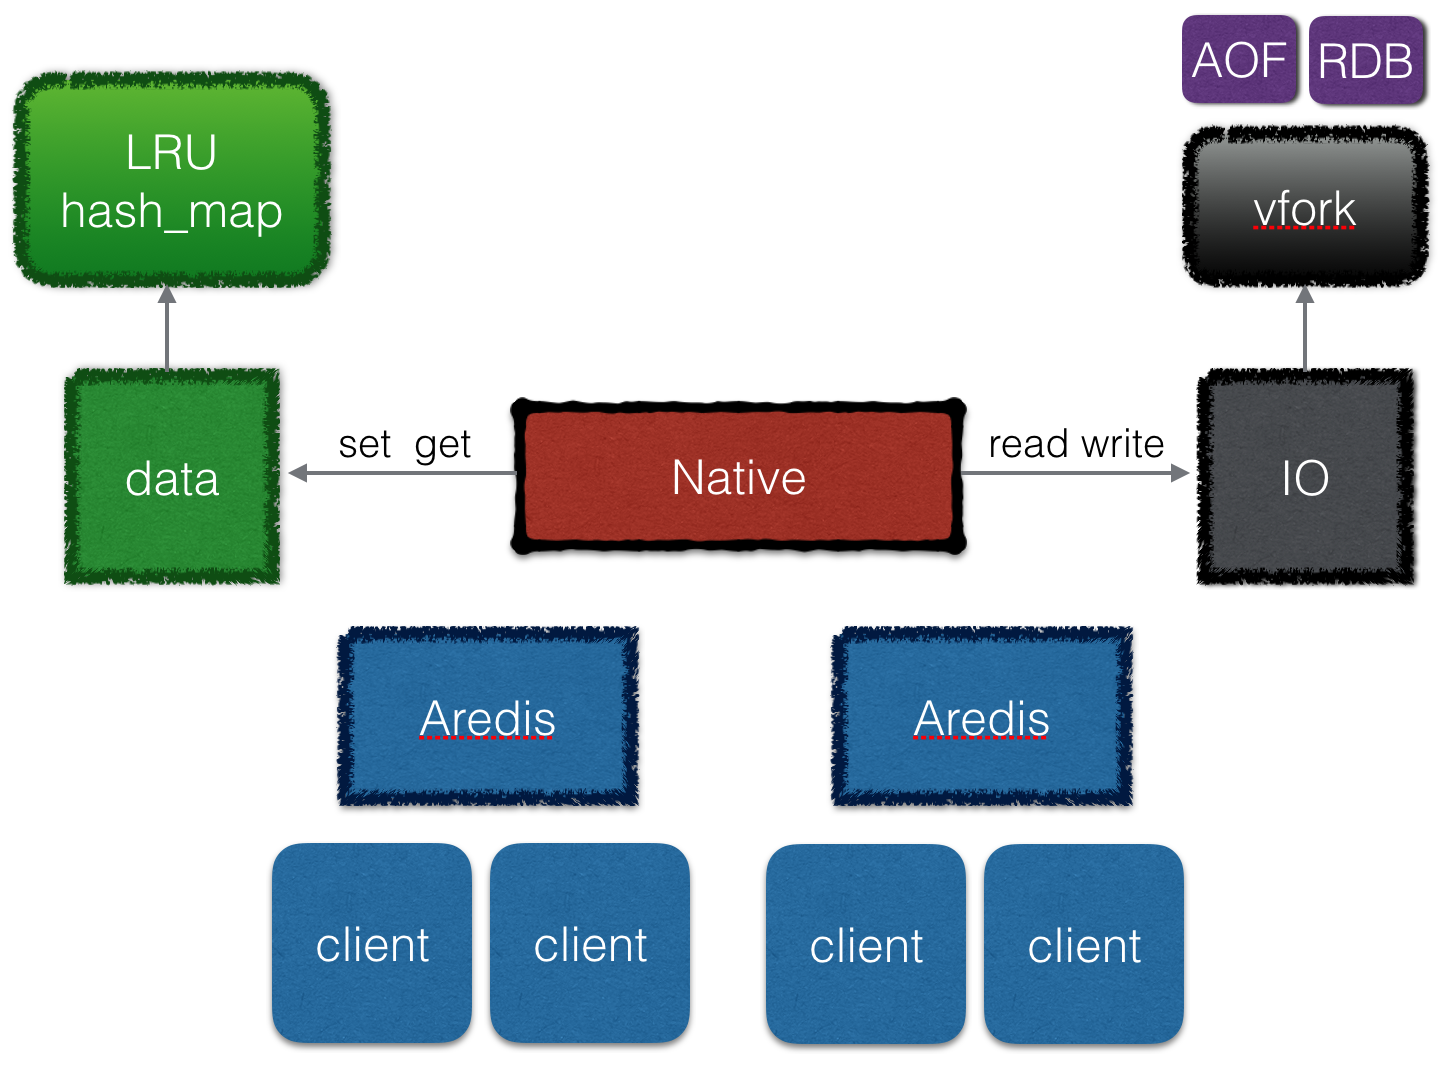 AOF
RDB
LRU
hash_map
vfork
set get
read write
data
Native
IO
Aredis
Aredis
client
client
client
client